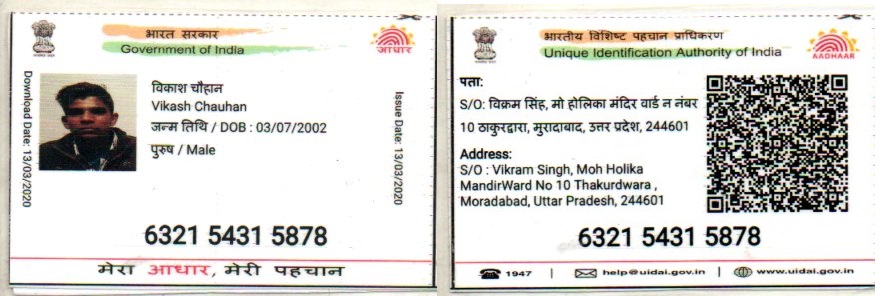 भारत सरकार
Government of India
आधार
Download Date: 13/03/2020
विकाश चौहान
Vikash Chauhan
जन्म तिथि / DOB : 03/07/2002
पुरुष / Male
Issue Date: 13/03/2020
6321 5431 5878
मेरा आधार, मेरी पहचान
भारतीय विशिष्ट पहचान प्राधिकरण
Unique Identification Authority of India
AADHAAR
पता:
S/O: विक्रम सिंह, मो होलिका मंदिर वार्ड न नंबर
10 ठाकुरद्वारा, मुरादाबाद, उत्तर प्रदेश, 244601
Address:
S/O : Vikram Singh, Moh Holika
MandirWard No 10 Thakurdwara ,
Moradabad, Uttar Pradesh, 244601
6321 5431 5878
1947 | help@uidai.gov.in | www.uidai.gov.in